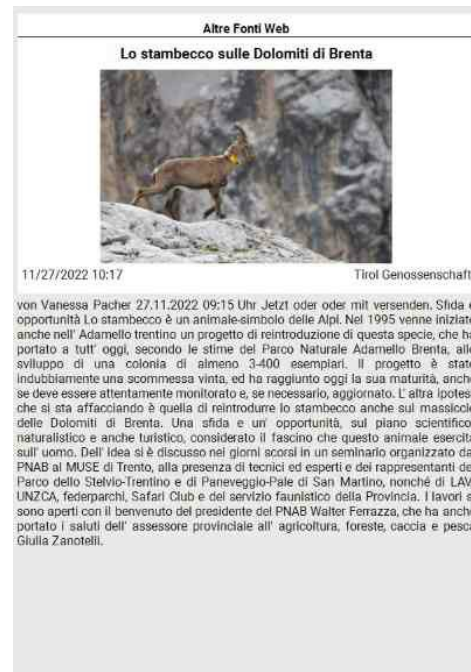 Altre Fonti Web
Lo stambecco sulle Dolomiti di Brenta
11/27/2022 10:17 Tirol Genossenschaft
von Vanessa Pacher 27.11.2022 09:15 Uhr Jetzt oder oder mit versenden. Sfida e
opportunità Lo stambecco è un animale-simbolo delle Alpi. Nel 1995 venne iniziato
anche nell' Adamello trentino un progetto di reintroduzione di questa specie, che ha
portato a tutt' oggi, secondo le stime del Parco Naturale Adamello Brenta, allo
sviluppo di una colonia di almeno 3-400 esemplari. Il progetto è stato
indubbiamente una scommessa vinta, ed ha raggiunto oggi la sua maturità, anche
se deve essere attentamente monitorato e, se necessario, aggiornato. L' altra ipotesi
che si sta affacciando è quella di reintrodurre lo stambecco anche sul massiccio
delle Dolomiti di Brenta. Una sfida e un' opportunità, sul piano scientifico,
naturalistico e anche turistico, considerato il fascino che questo animale esercita
sull' uomo. Dell' idea si è discusso nei giorni scorsi in un seminario organizzato dal
PNAB al MUSE di Trento, alla presenza di tecnici ed esperti e dei rappresentanti del
Parco dello Stelvio-Trentino e di Paneveggio-Pale di San Martino, nonché di LAV,
UNZCA, federparchi, Safari Club e del servizio faunistico della Provincia. I lavori si
sono aperti con il benvenuto del presidente del PNAB Walter Ferrazza, che ha anche
portato i saluti dell' assessore provinciale all' agricoltura, foreste, caccia e pesca
Giulia Zanotelli.